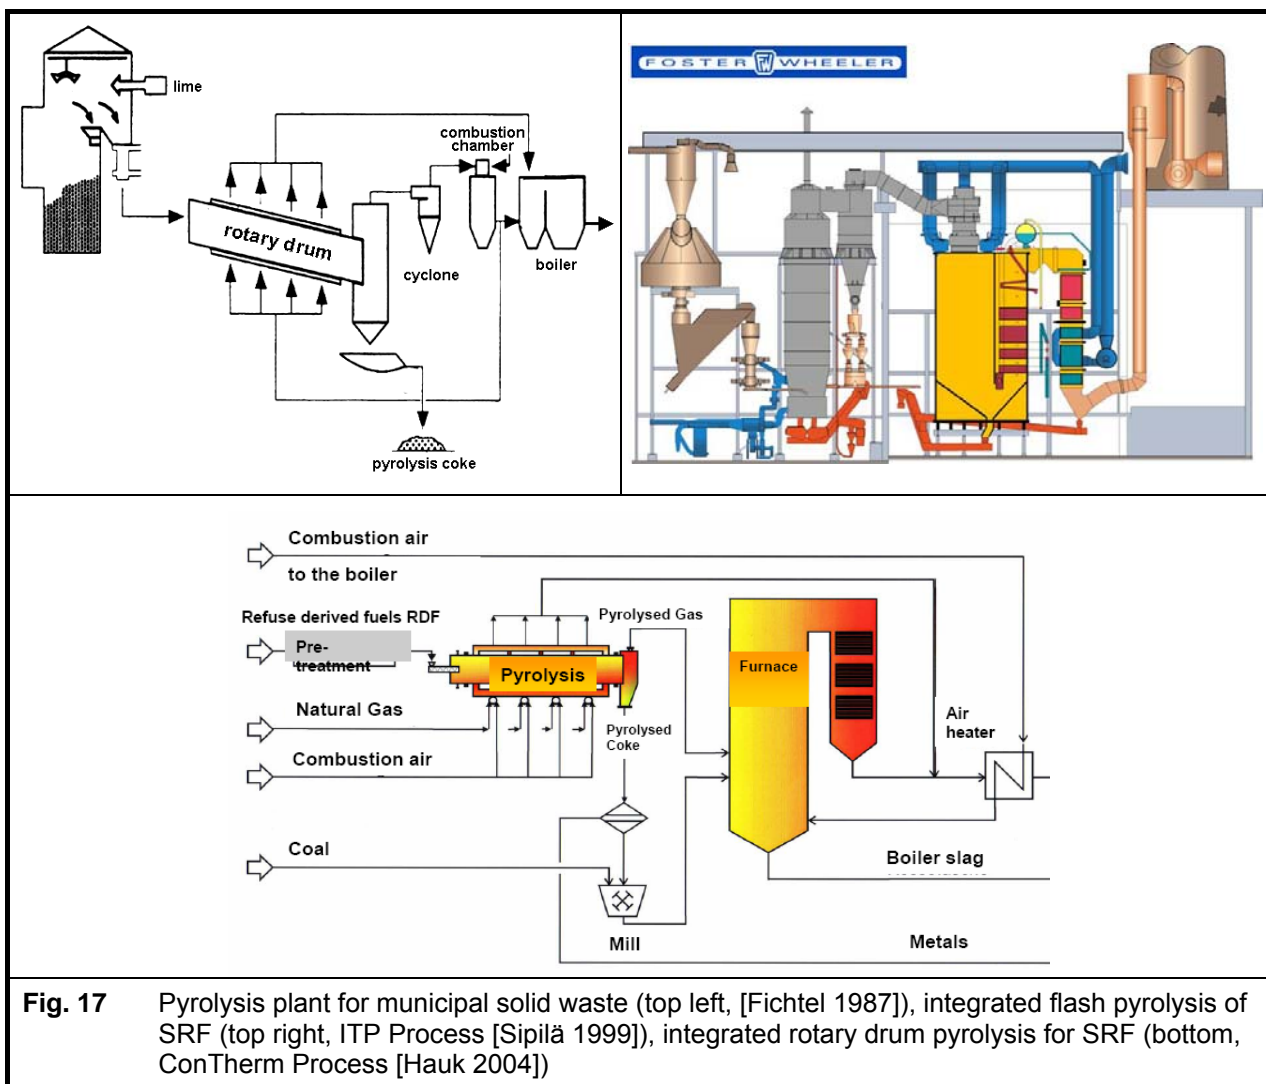 lime
combustion
chamber
rotary drum
cyclone
boiler
pyrolysis coke
FOSTER FW WHEELER
Combustion air
to the boiler
Refuse derived fuels RDF
Pyrolysed Gas
Pre-
treatment
Pyrolysis
Furnace
Natural Gas
Pyrolysed
Coke
Air
heater
Combustion air
Coal
Boiler slag
Mill
Metals
Fig. 17 Pyrolysis plant for municipal solid waste (top left, [Fichtel 1987]), integrated flash pyrolysis of
SRF (top right, ITP Process [Sipilä 1999]), integrated rotary drum pyrolysis for SRF (bottom,
ConTherm Process [Hauk 2004])